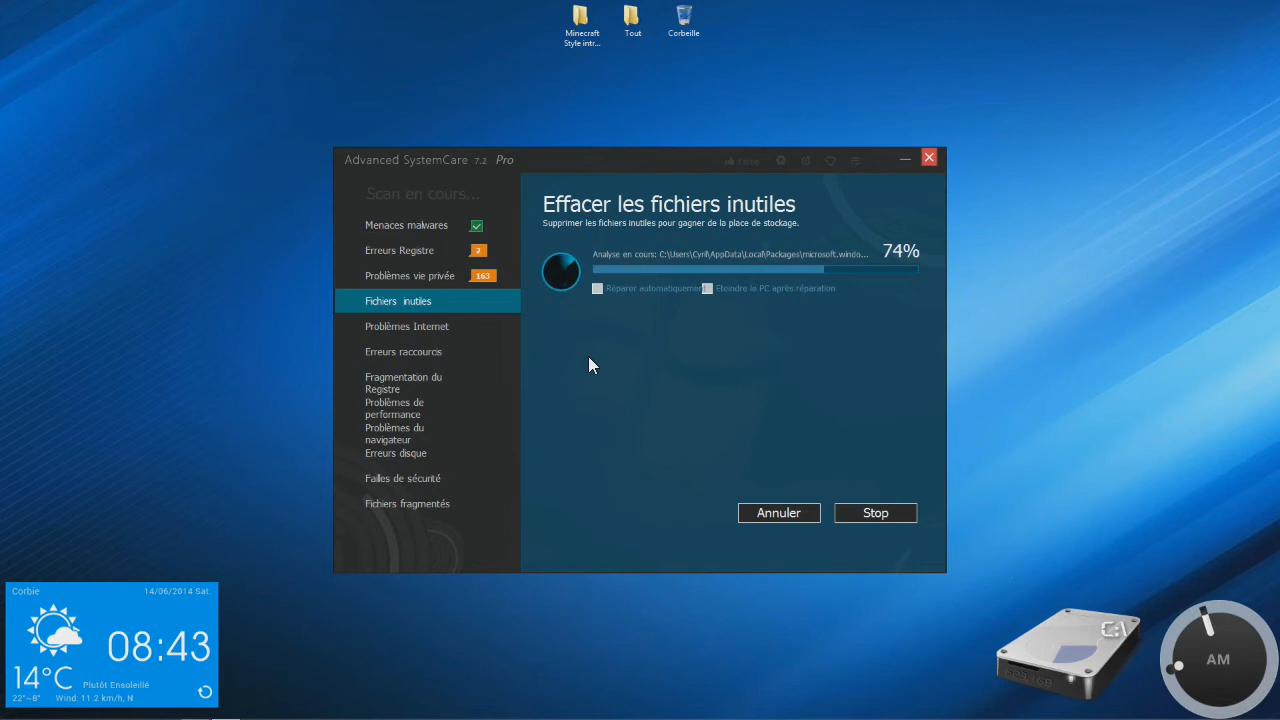 Minecraft
Style intr...
Tout
Corbeille
Advanced SystemCare 7.2 Pro
J'aime
Scan en cours...
Menaces malwares
Erreurs Registre 2
Problèmes vie privée 163
Fichiers inutiles
Problèmes Internet
Erreurs raccourcis
Fragmentation du
Registre
Problèmes de
performance
Problèmes du
navigateur
Erreurs disque
Failles de sécurité
Fichiers fragmentés
Effacer les fichiers inutiles
Supprimer les fichiers inutiles pour gagner de la place de stockage.
Analyse en cours: C:\Users\Cyril\AppData\Local\Packages\microsoft.windo... 74%
Réparer automatiquement Eteindre le PC après réparation
Annuler
Stop
Corbie 14/06/2014 Sat.
08:43
14°C Plutôt Ensoleillé
22°~8° Wind: 11.2 km/h, N
C:\
AM